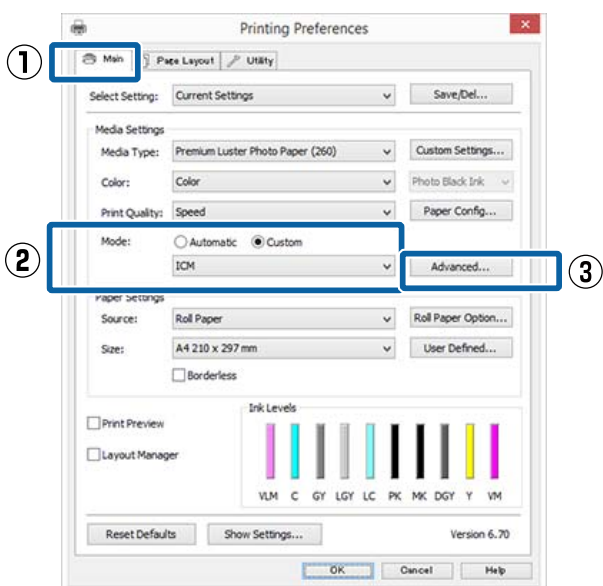 Printing Preferences
①
Main Page Layout Utility
Select Setting: Current Settings Save/Del...
Media Settings
Media Type: Premium Luster Photo Paper (260) Custom Settings...
Color: Color Photo Black Ink
Print Quality: Speed Paper Config...
②
Mode: Automatic Custom
ICM Advanced...
③
Paper Settings
Source: Roll Paper Roll Paper Option...
Size: A4 210 x 297 mm User Defined...
Borderless
Ink Levels
Print Preview
Layout Manager
VLM C GY LGY LC PK MK DGY Y VM
Reset Defaults Show Settings... Version 6.70
OK Cancel Help